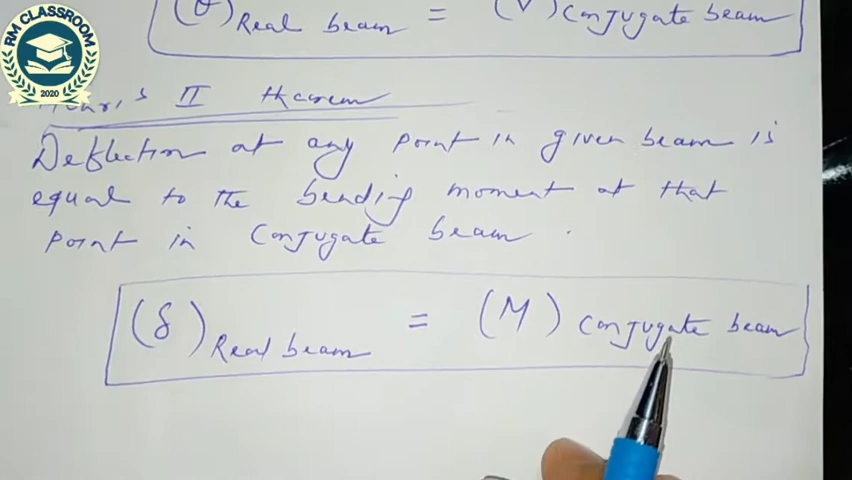 (θ) Real beam = (V) Conjugate beam
RM CLASSROOM
2020
II theorem
Deflection at any point in given beam is
equal to the bending moment at that
point in Conjugate beam .
(δ) Real beam = (M) Conjugate beam